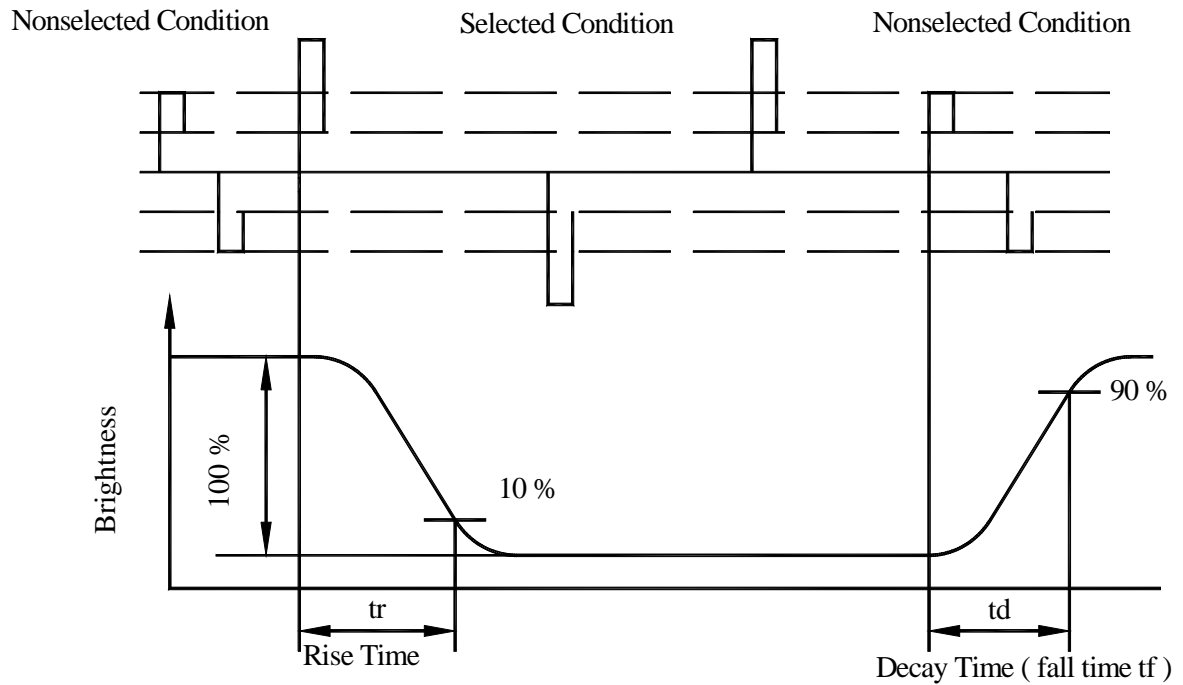 Nonselected Condition
Selected Condition
Nonselected Condition
Brightness
100 %
10 %
90 %
tr
Rise Time
td
Decay Time ( fall time tf )